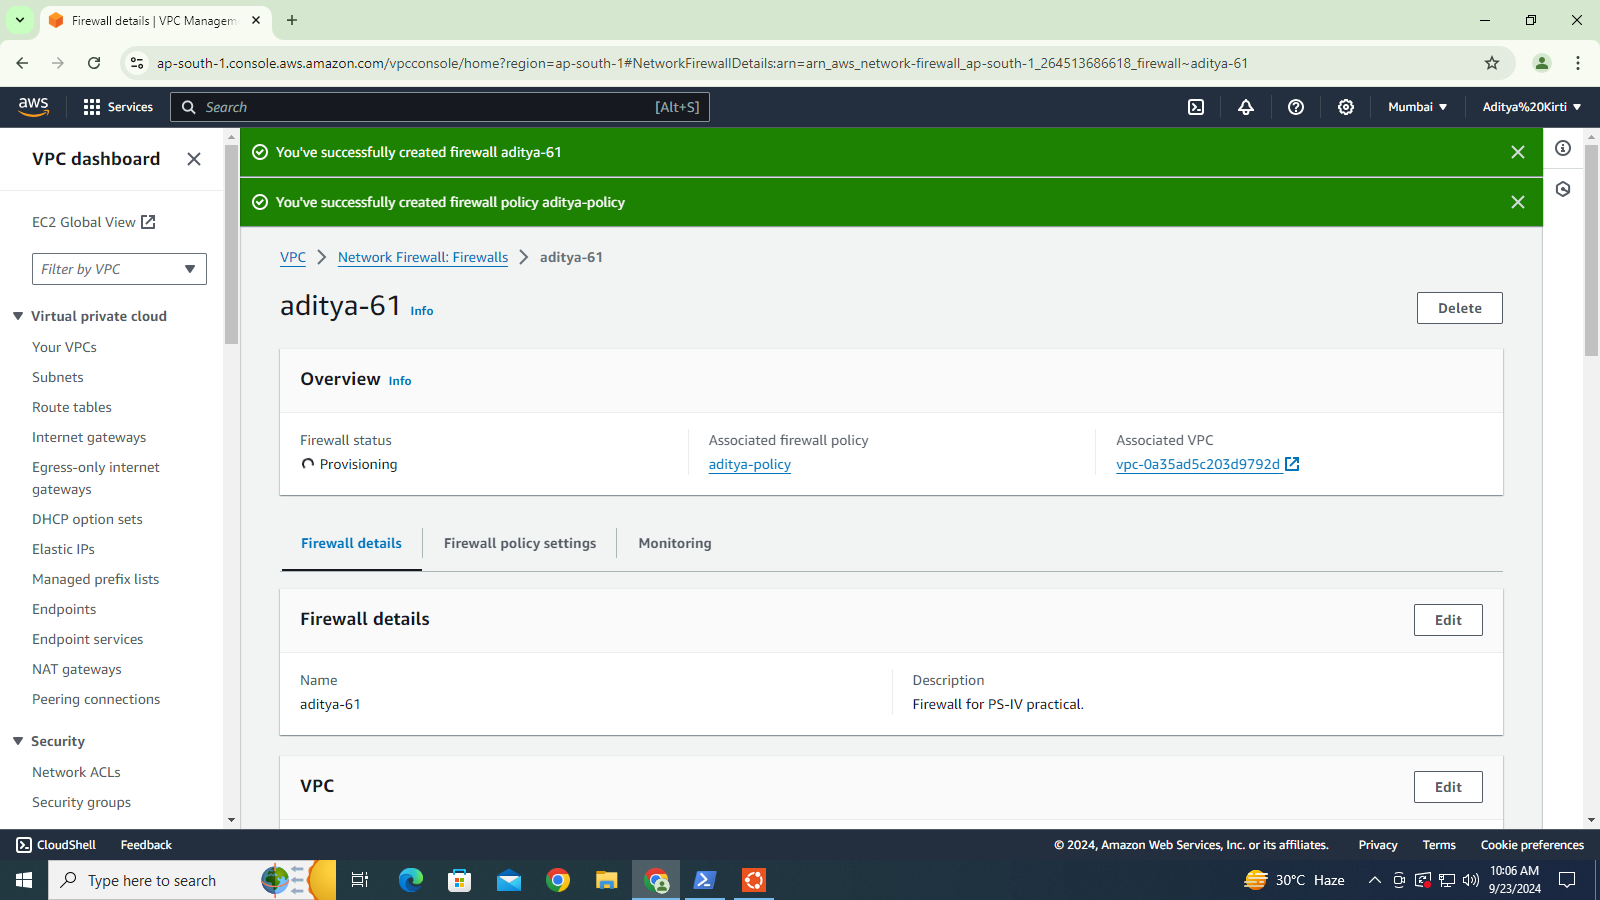 Firewall details | VPC Managem
ap-south-1.console.aws.amazon.com/vpcconsole/home?region=ap-south-1#NetworkFirewallDetails:arn=arn_aws_network-firewall_ap-south-1_264513686618_firewall~aditya-61
aws
Services
Search
[Alt+S]
Mumbai
Aditya%20Kirti
VPC dashboard
You've successfully created firewall aditya-61
You've successfully created firewall policy aditya-policy
EC2 Global View
Filter by VPC
Virtual private cloud
Your VPCs
Subnets
Route tables
Internet gateways
Egress-only internet
gateways
DHCP option sets
Elastic IPs
Managed prefix lists
Endpoints
Endpoint services
NAT gateways
Peering connections
Security
Network ACLs
Security groups
VPC
Network Firewall: Firewalls
aditya-61
aditya-61 Info
Delete
Overview Info
Firewall status
Provisioning
Associated firewall policy
aditya-policy
Associated VPC
vpc-0a35ad5c203d9792d
Firewall details
Firewall policy settings
Monitoring
Firewall details
Edit
Name
aditya-61
Description
Firewall for PS-IV practical.
VPC
Edit
CloudShell
Feedback
© 2024, Amazon Web Services, Inc. or its affiliates.
Privacy
Terms
Cookie preferences
Type here to search
30°C Haze
10:06 AM
9/23/2024